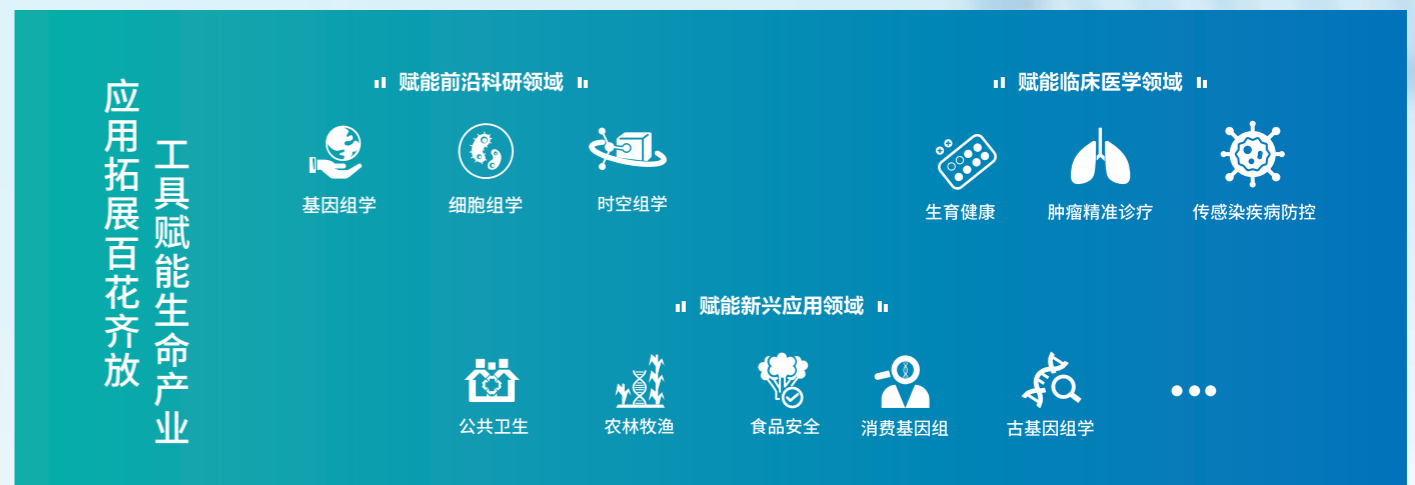 工具赋能生命产业
应用拓展百花齐放
赋能前沿科研领域
基因组学
细胞组学
时空组学
赋能临床医学领域
生育健康
肿瘤精准诊疗
传感染疾病防控
赋能新兴应用领域
公共卫生
农林牧渔
食品安全
消费基因组
古基因组学
•••